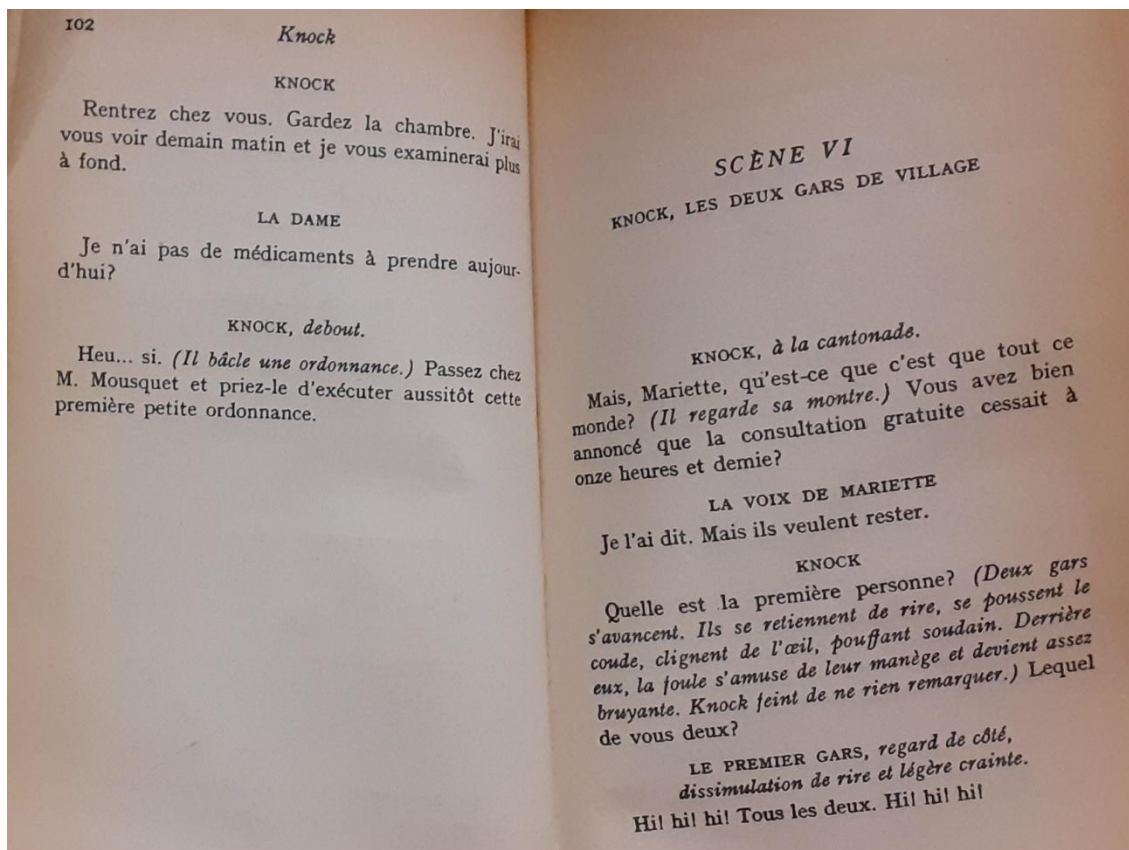 102
Knock
KNOCK
Rentrez chez vous. Gardez la chambre. J'irai
vous voir demain matin et je vous examinerai plus
à fond.
LA DAME
Je n'ai pas de médicaments à prendre aujour-
d'hui?
KNOCK, debout.
Heu... si. (Il bâcle une ordonnance.) Passez chez
M. Mousquet et priez-le d'exécuter aussitôt cette
première petite ordonnance.
SCÈNE VI
KNOCK, LES DEUX GARS DE VILLAGE
KNOCK, à la cantonade.
Mais, Mariette, qu'est-ce que c'est que tout ce
monde? (Il regarde sa montre.) Vous avez bien
annoncé que la consultation gratuite cessait à
onze heures et demie?
LA VOIX DE MARIETTE
Je l'ai dit. Mais ils veulent rester.
KNOCK
Quelle est la première personne? (Deux gars
s'avancent. Ils se retiennent de rire, se poussent le
coude, clignent de l'œil, pouffant soudain. Derrière
eux, la foule s'amuse de leur manège et devient assez
bruyante. Knock feint de ne rien remarquer.) Lequel
de vous deux?
LE PREMIER GARS, regard de côté,
dissimulation de rire et légère crainte.
Hi! hi! hi! Tous les deux. Hi! hi! hi!